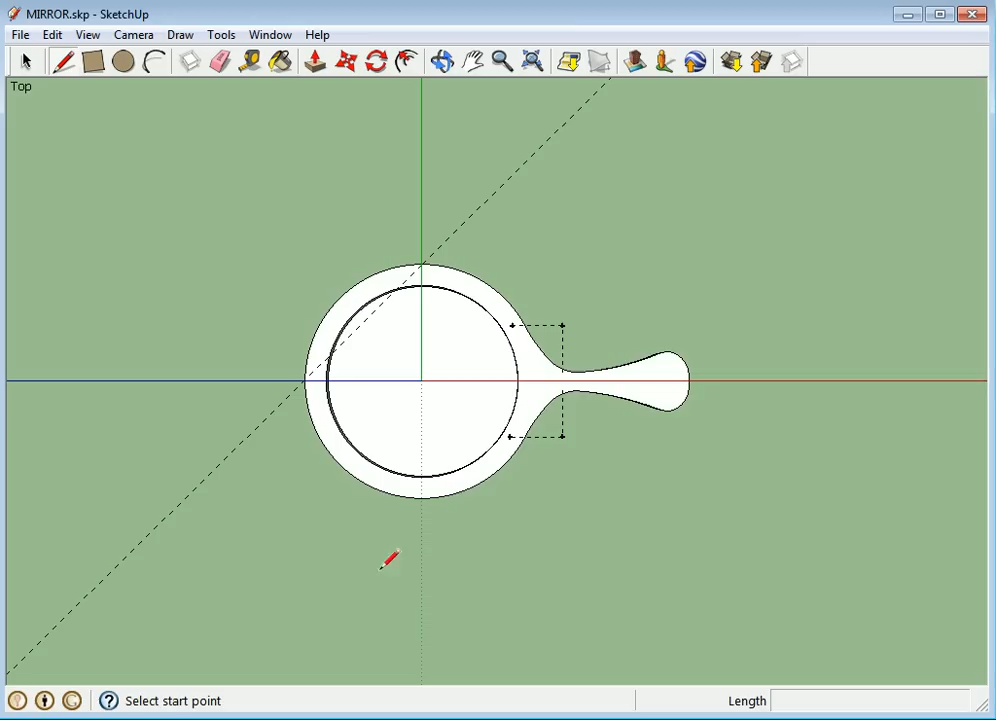 MIRROR.skp - SketchUp
File Edit View Camera Draw Tools Window Help
Top
Select start point
Length